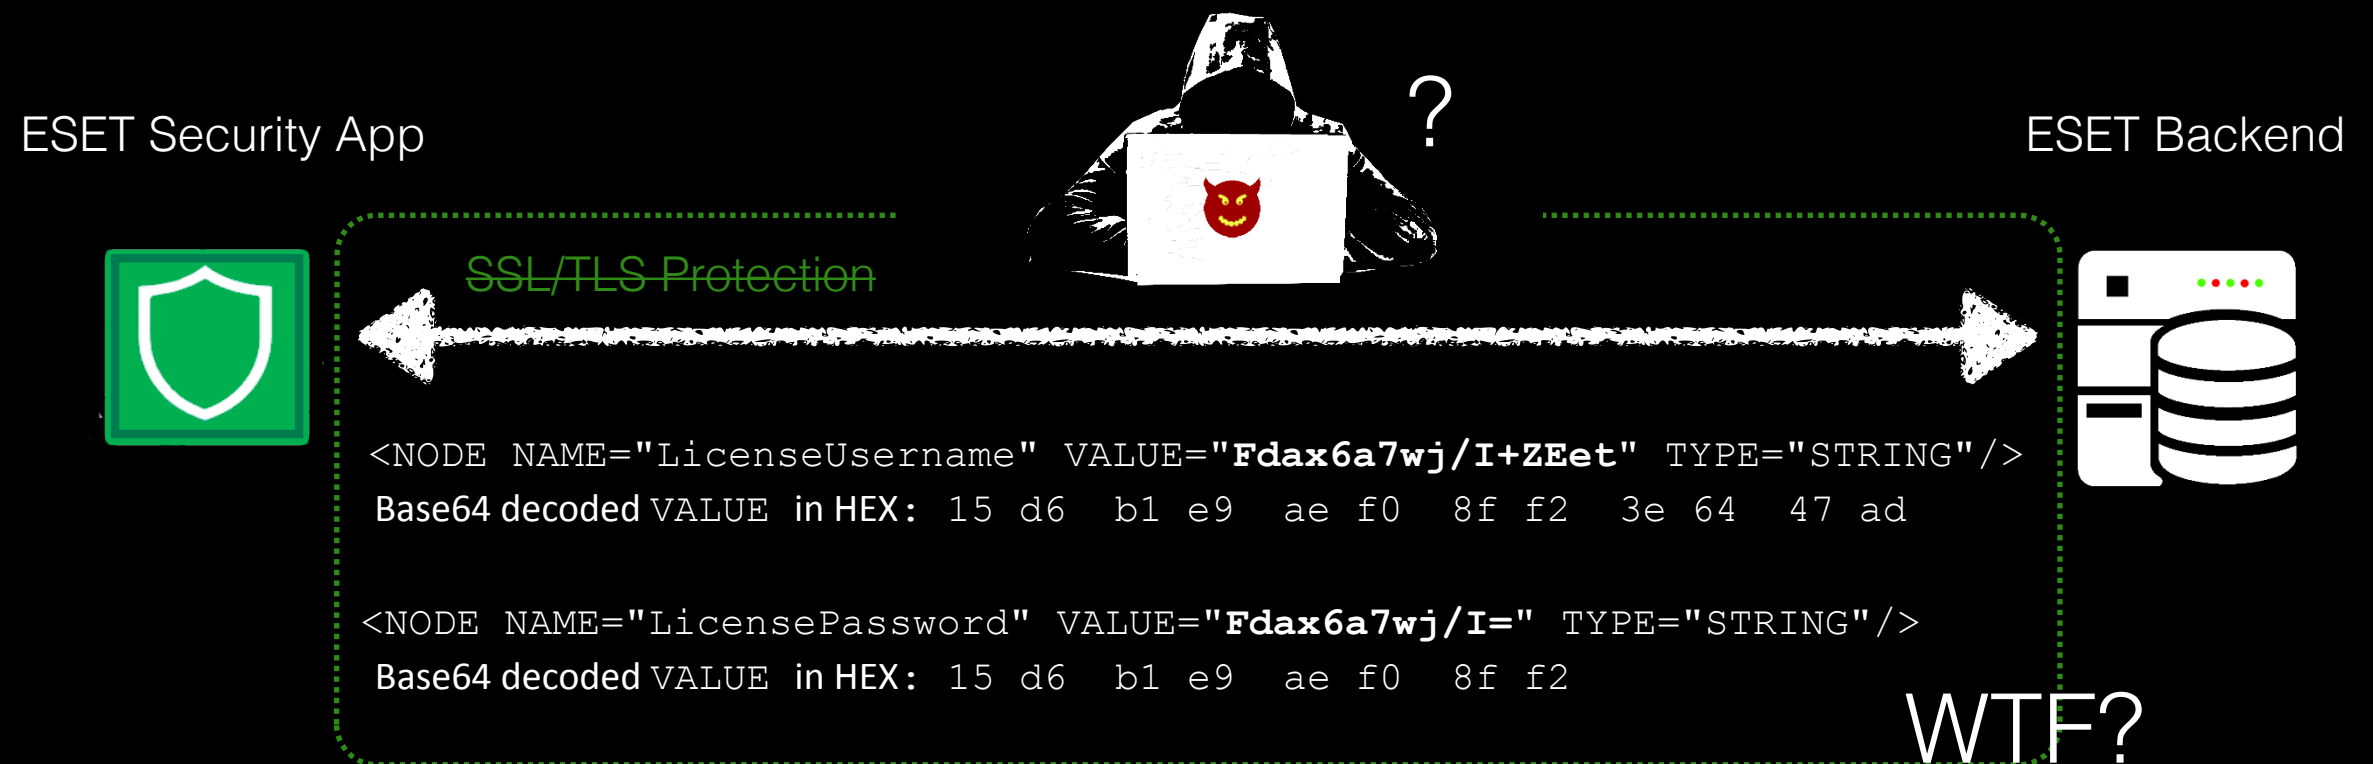 ?
ESET Security App
ESET Backend
SSL/TLS Protection
<NODE NAME="LicenseUsername" VALUE="Fdax6a7wj/I+ZEet" TYPE="STRING"/>
Base64 decoded VALUE in HEX: 15 d6 b1 e9 ae f0 8f f2 3e 64 47 ad
<NODE NAME="LicensePassword" VALUE="Fdax6a7wj/I=" TYPE="STRING"/>
Base64 decoded VALUE in HEX: 15 d6 b1 e9 ae f0 8f f2
WTF?